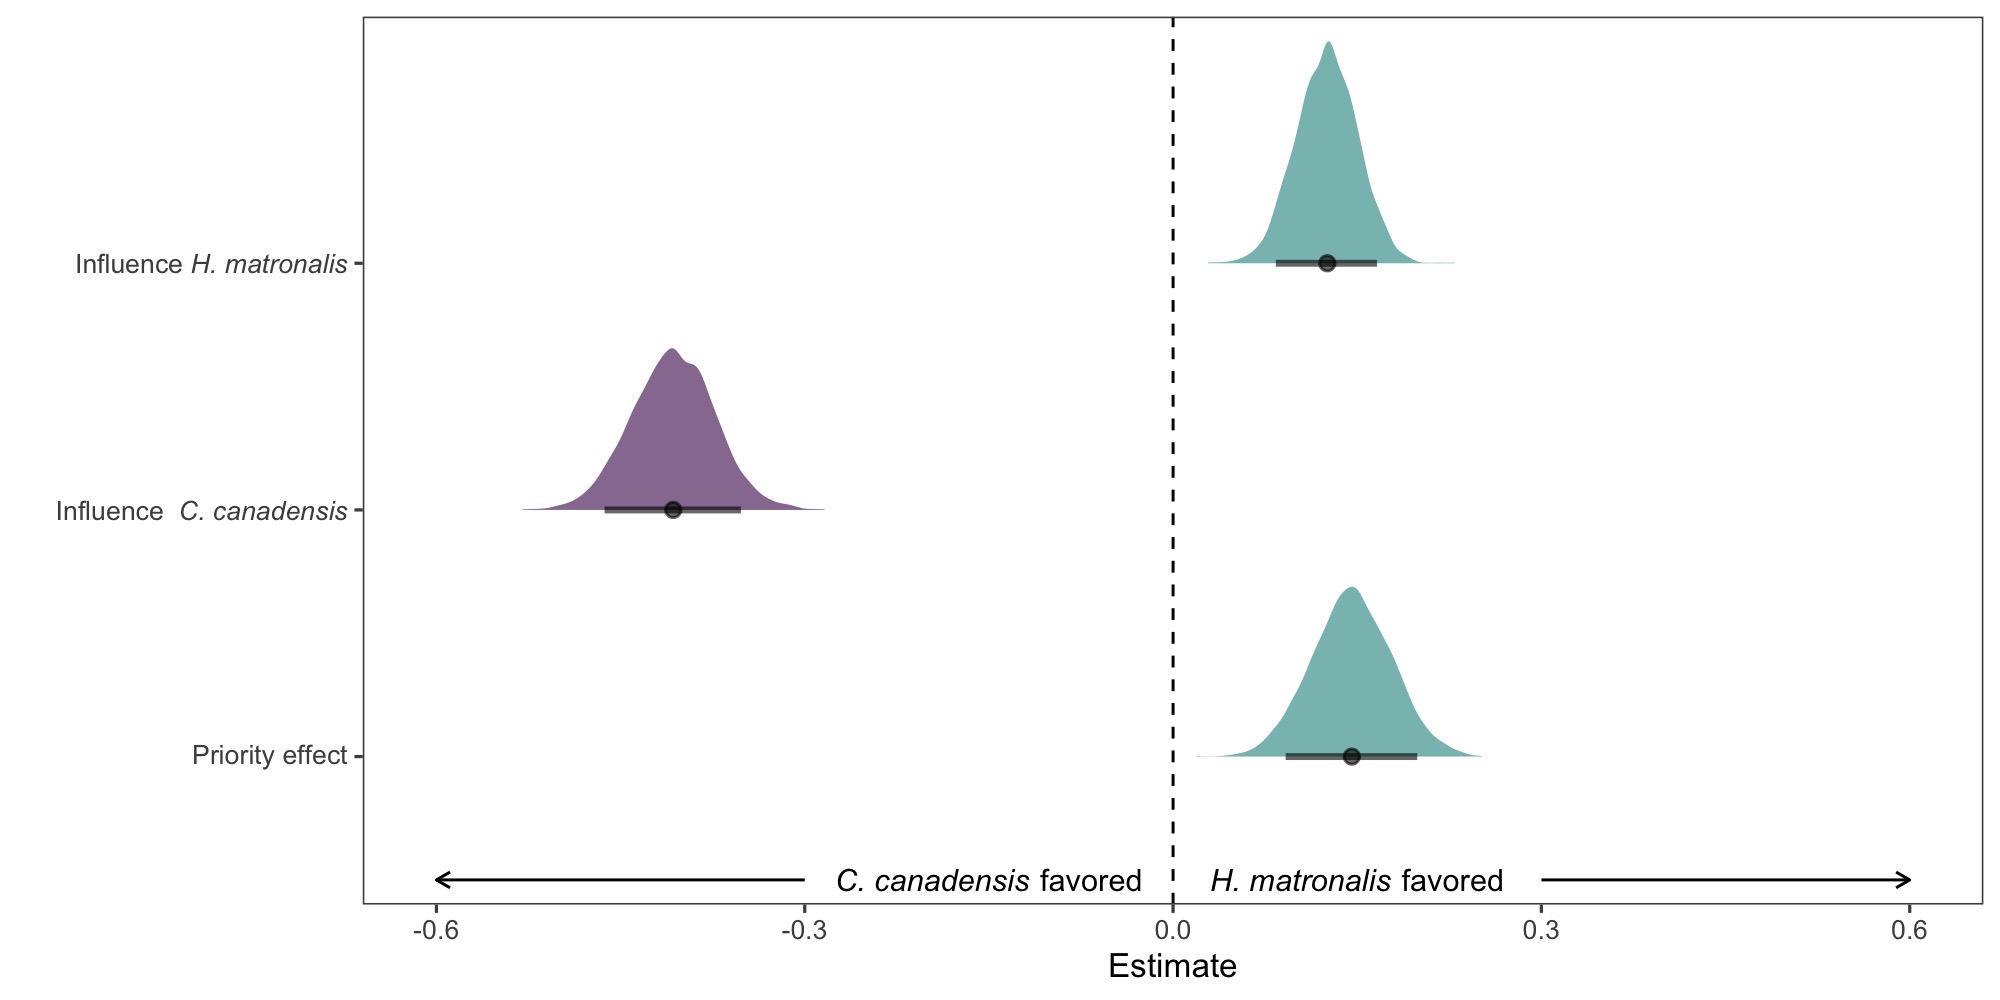 Influence H. matronalis
Influence  C. canadensis
Priority effect
C. canadensis favored
H. matronalis favored
-0.6
-0.3
0.0
0.3
0.6
Estimate